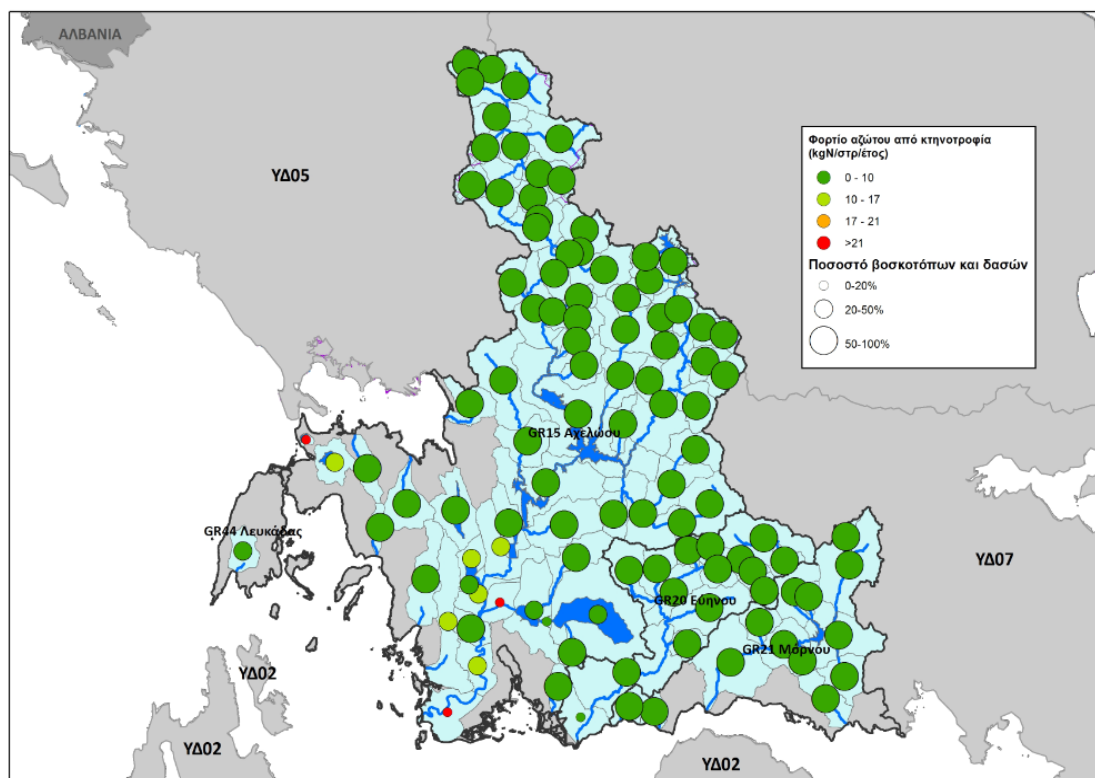 ΑΛΒΑΝΙΑ
ΥΔ05
Φορτίο αζώτου από κτηνοτροφία
(kgN/στρ/έτος)
0 - 10
10 - 17
17 - 21
>21
Ποσοστό βοσκοτόπων και δασών
0-20%
20-50%
50-100%
GR15 Αχελώου
GR44 Λευκάδας
ΥΔ07
GR20 Εύηνου
GR21 Μόρνου
ΥΔ02
ΥΔ02
ΥΔ02